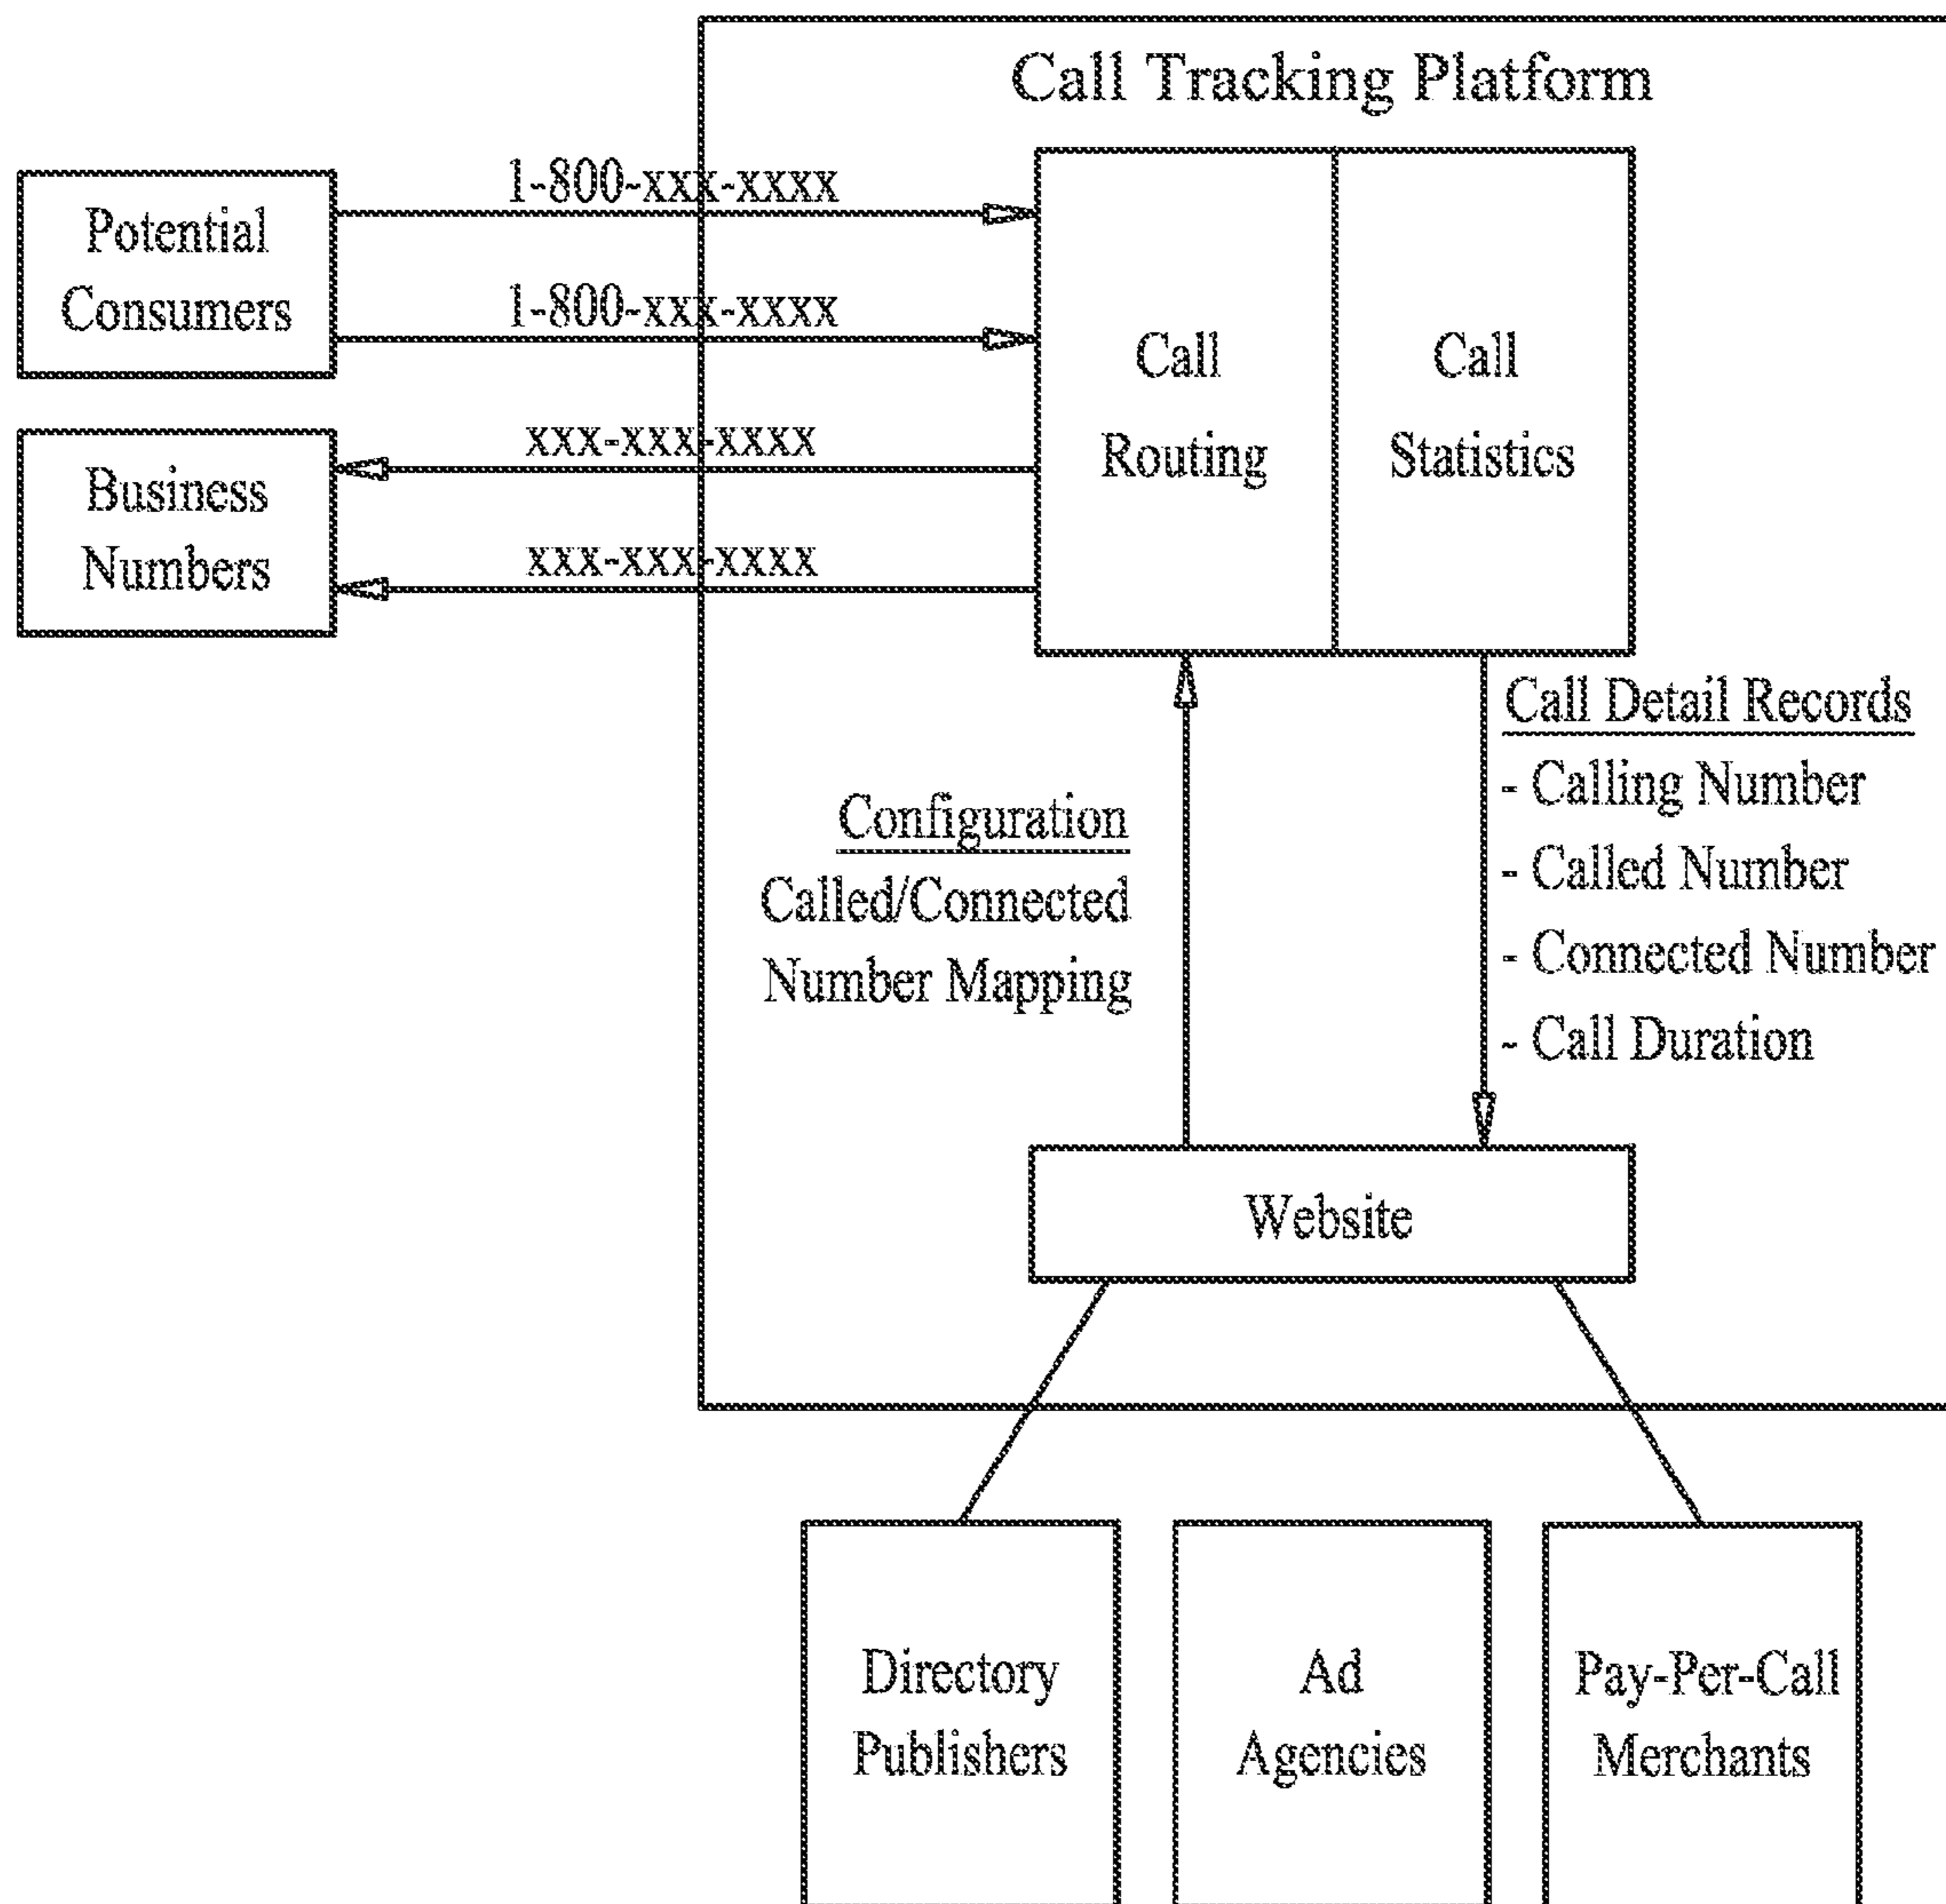 Call Tracking Platform
1-800-xxx-xxxx
Potential
Consumers
1-800-xxx-xxxx
Call
Routing
Call
Statistics
xxx-xxx-xxxx
Business
Numbers
xxx-xxx-xxxx
Call Detail Records
- Calling Number
- Called Number
- Connected Number
- Call Duration
Configuration
Called/Connected
Number Mapping
Website
Directory
Publishers
Ad
Agencies
Pay-Per-Call
Merchants